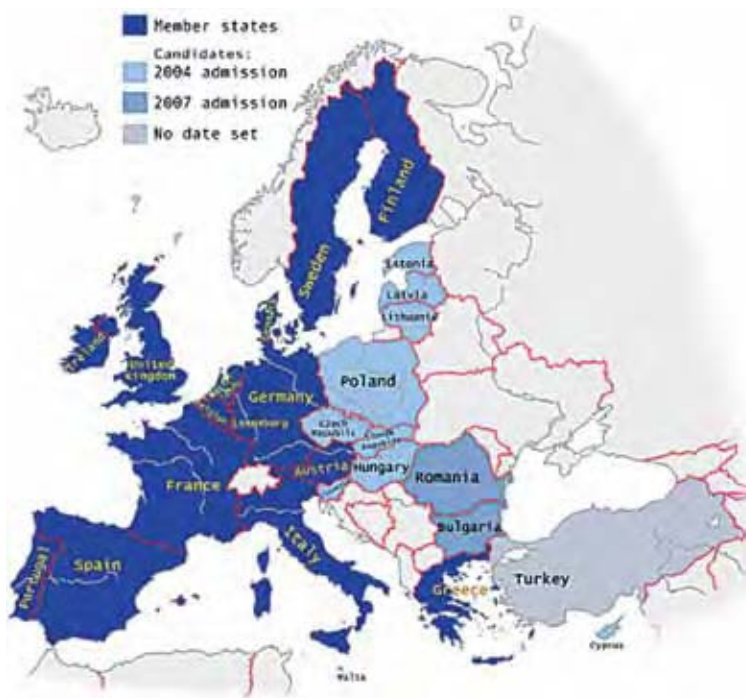 Member states
Candidates:
2004 admission
2007 admission
No date set
Finland
Sweden
Estonia
Latvia
Lithuania
Ireland
United
Kingdom
Germany
Poland
Czech
Republic
Luxemburg
Austria
Hungary
Romania
France
Bulgaria
Italy
Portugal
Spain
Greece
Turkey
Cyprus
Malta